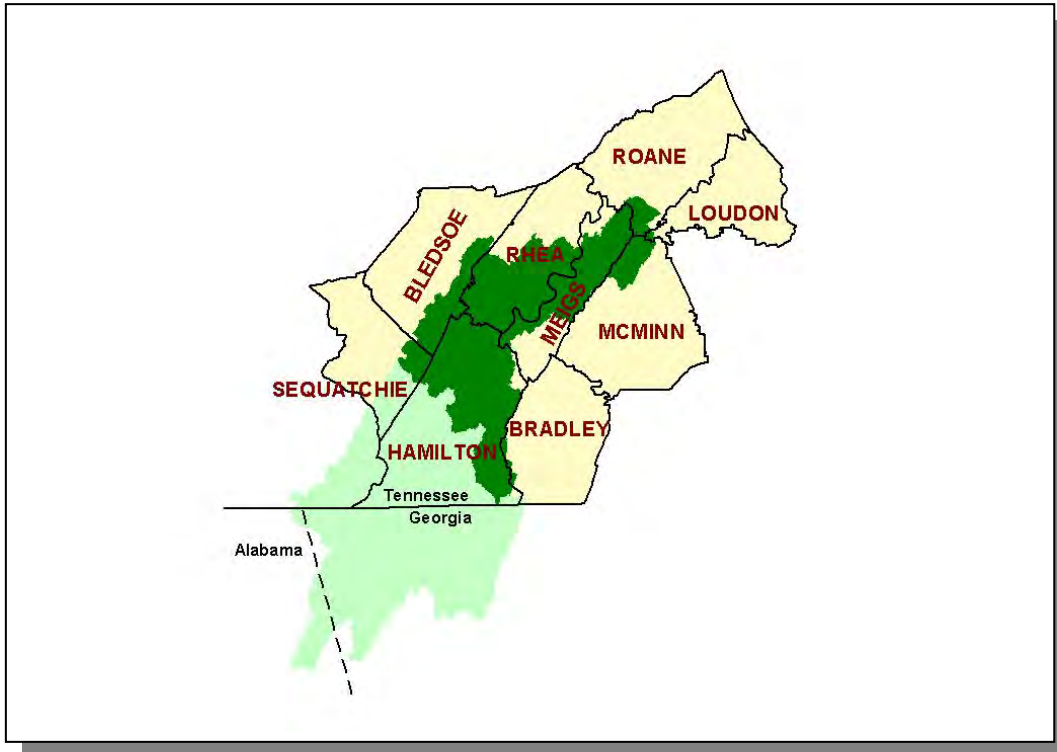 ROANE
LOUDON
BLEDSOE
RHEA
MEIGS
MCMINN
SEQUATCHIE
BRADLEY
HAMILTON
Tennessee
Georgia
Alabama